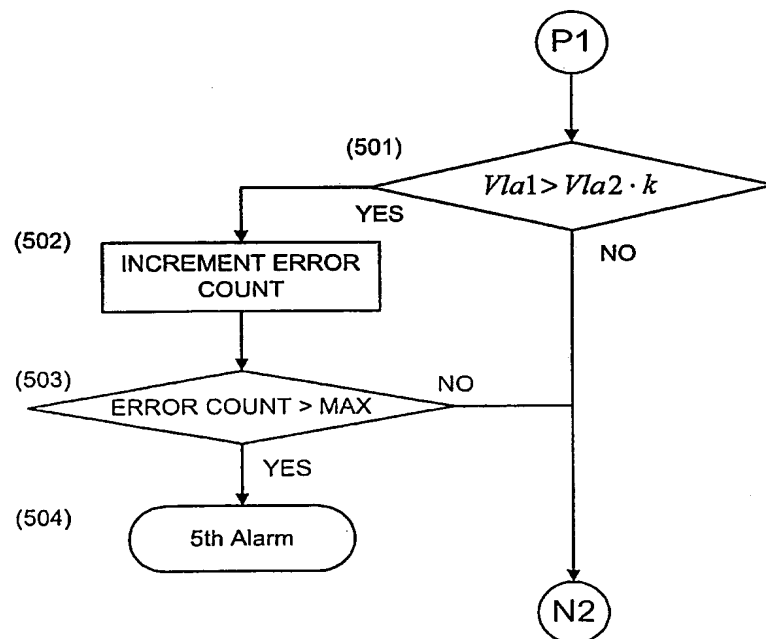 P1
(501)
Vla1 > Vla2 · k
YES
NO
(502)
INCREMENT ERROR
COUNT
(503)
ERROR COUNT > MAX
NO
YES
(504)
5th Alarm
N2